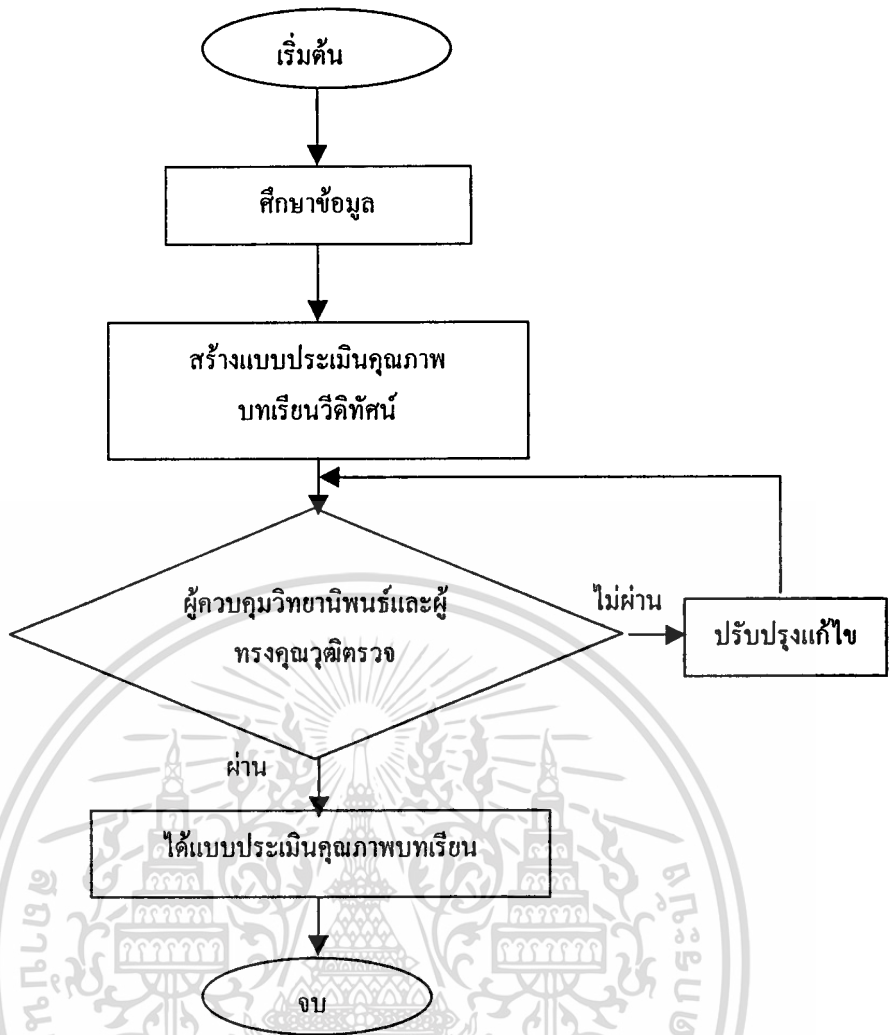 เริ่มต้น
ศึกษาข้อมูล
สร้างแบบประเมินคุณภาพ
บทเรียนวีดิทัศน์
ผู้ควบคุมวิทยานิพนธ์และผู้
ทรงคุณวุฒิตรวจ
ไม่ผ่าน
ปรับปรุงแก้ไข
ผ่าน
ได้แบบประเมินคุณภาพบทเรียน
จบ